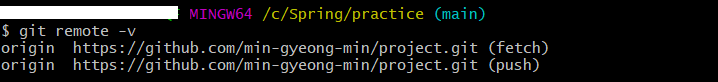 MINGW64 /c/Spring/practice (main)
$ git remote -v
origin  https://github.com/min-gyeong-min/project.git (fetch)
origin  https://github.com/min-gyeong-min/project.git (push)